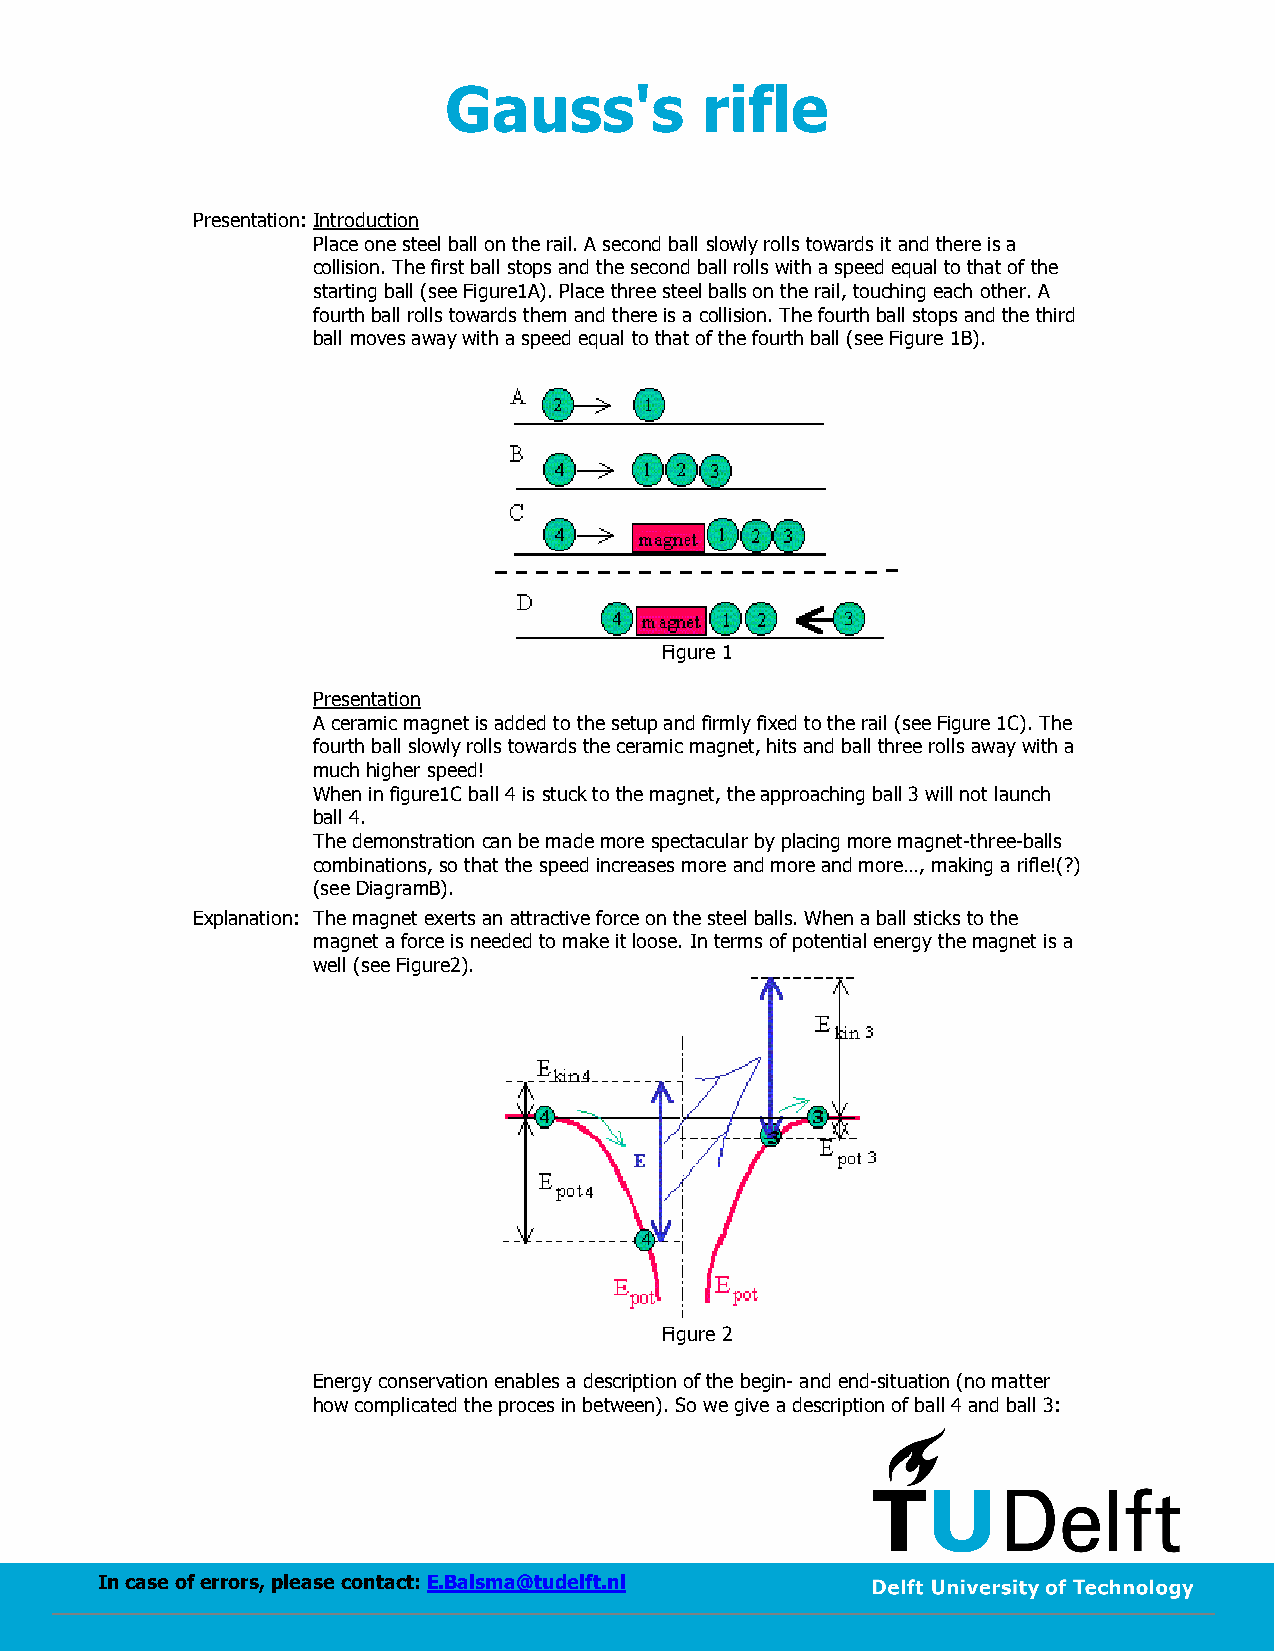 Gauss's rifle
Presentation: Introduction
Place one steel ball on the rail. A second ball slowly rolls towards it and there is a
collision. The first ball stops and the second ball rolls with a speed equal to that of the
starting ball (see Figure1A). Place three steel balls on the rail, touching each other. A
fourth ball rolls towards them and there is a collision. The fourth ball stops and the third
ball moves away with a speed equal to that of the fourth ball (see Figure 1B).
A
2 1
B
4 1 2 3
C
4 magnet 1 2 3
D
4 magnet 1 2 3
Figure 1
Presentation
A ceramic magnet is added to the setup and firmly fixed to the rail (see Figure 1C). The
fourth ball slowly rolls towards the ceramic magnet, hits and ball three rolls away with a
much higher speed!
When in figure1C ball 4 is stuck to the magnet, the approaching ball 3 will not launch
ball 4.
The demonstration can be made more spectacular by placing more magnet-three-balls
combinations, so that the speed increases more and more and more…, making a rifle!(?)
(see DiagramB).
Explanation: The magnet exerts an attractive force on the steel balls. When a ball sticks to the
magnet a force is needed to make it loose. In terms of potential energy the magnet is a
well (see Figure2).
E kin 3
E kin4
4 3
3
E
E pot 3
E pot4
4
E pot E pot
Figure 2
Energy conservation enables a description of the begin- and end-situation (no matter
how complicated the proces in between). So we give a description of ball 4 and ball 3:
TUDelft
In case of errors, please contact: E.Balsma@tudelft.nl
Delft University of Technology